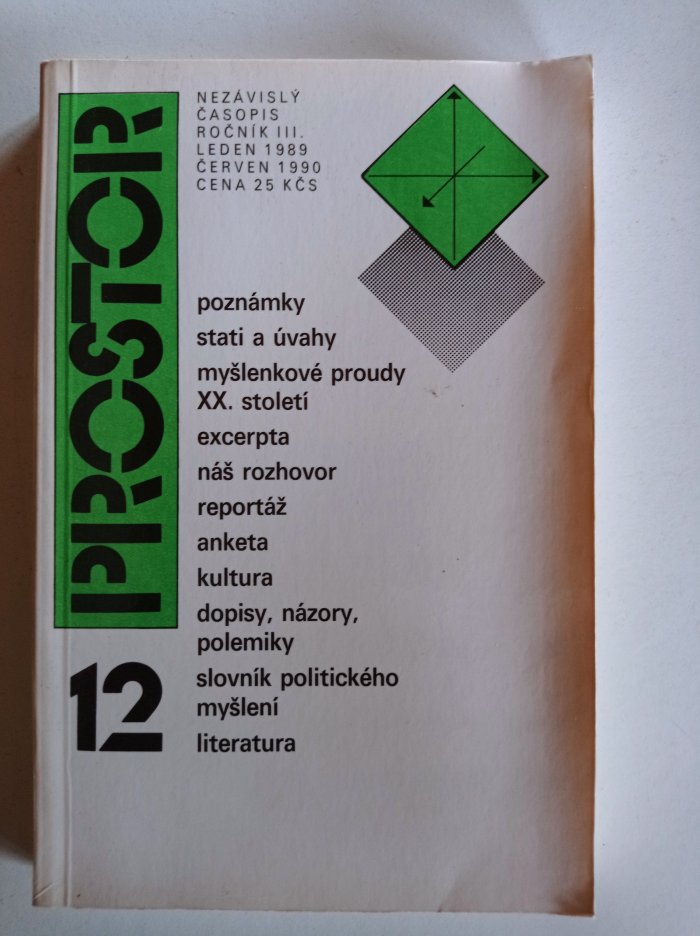 PROSTOR
12
NEZÁVISLÝ
ČASOPIS
ROČNÍK III.
LEDEN 1989
ČERVEN 1990
CENA 25 KČS
poznámky
stati a úvahy
myšlenkové proudy
XX. století
excerpta
náš rozhovor
reportáž
anketa
kultura
dopisy, názory,
polemiky
slovník politického
myšlení
literatura